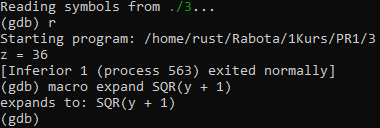 Reading symbols from ./3...
(gdb) r
Starting program: /home/rust/Rabota/1Kurs/PR1/3
z = 36
[Inferior 1 (process 563) exited normally]
(gdb) macro expand SQR(y + 1)
expands to: SQR(y + 1)
(gdb)